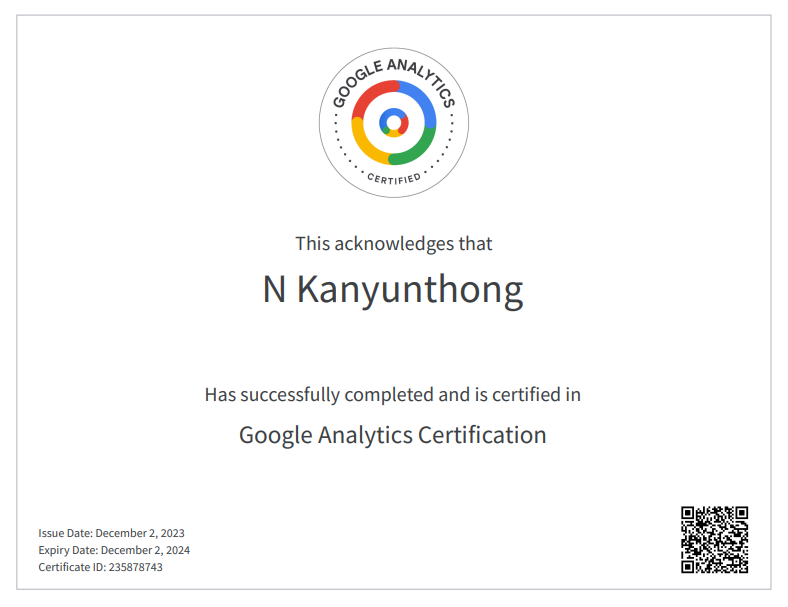 GOOGLE ANALYTICS
CERTIFIED
This acknowledges that
N Kanyunthong
Has successfully completed and is certified in
Google Analytics Certification
Issue Date: December 2, 2023
Expiry Date: December 2, 2024
Certificate ID: 235878743